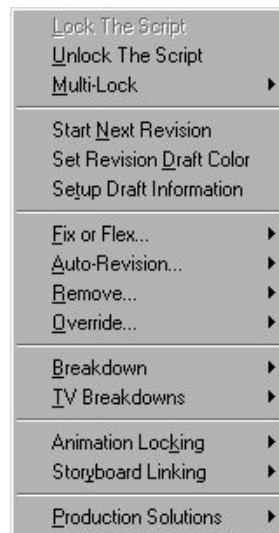 Lock The Script
Unlock The Script
Multi-Lock
Start Next Revision
Set Revision Draft Color
Setup Draft Information
Fix or Flex...
Auto-Revision...
Remove...
Override...
Breakdown
TV Breakdowns
Animation Locking
Storyboard Linking
Production Solutions